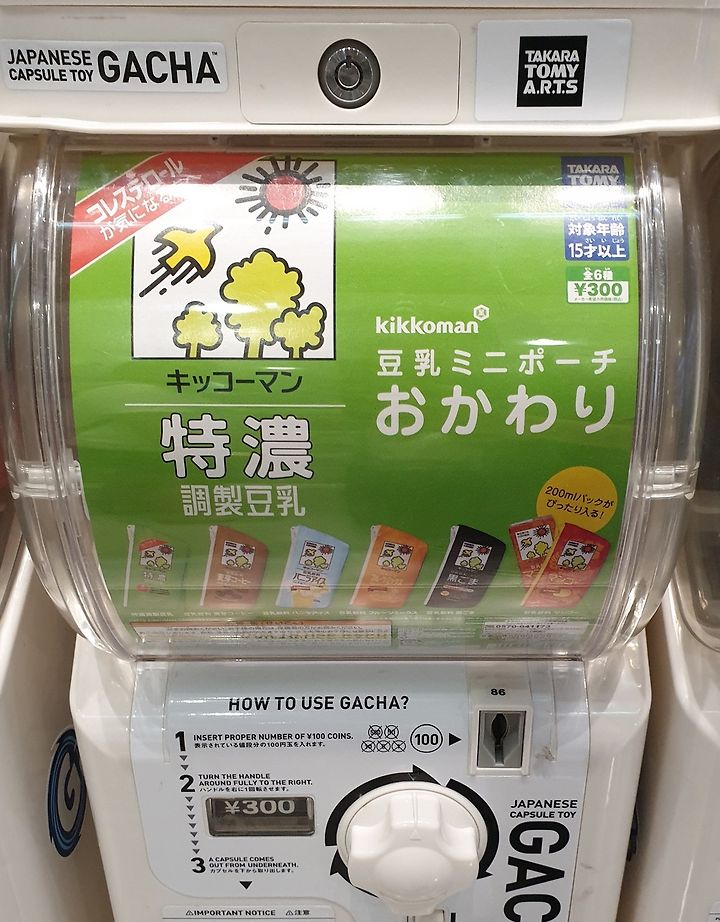 JAPANESE
CAPSULE TOY
GACHA™
TAKARA
TOMY
A.R.T.S
コレステロール
が気になる
TAKARA
TOMY
対象年齢
15才以上
全6種
¥300
kikkoman
豆乳ミニポーチ
おかわり
キッコーマン
特濃
調製豆乳
200mlパックが
ぴったり入る!
特濃
黒ごま
HOW TO USE GACHA?
86
1 INSERT PROPER NUMBER OF ¥100 COINS.
表示されている値段分の100円玉を入れます。
100
2 TURN THE HANDLE
AROUND FULLY TO THE RIGHT.
ハンドルを右に1回転させます。
¥300
3 A CAPSULE COMES
OUT FROM UNDERNEATH.
カプセルを下から取り出します。
JAPANESE
CAPSULE TOY
GAC
⚠IMPORTANT NOTICE ⚠注意